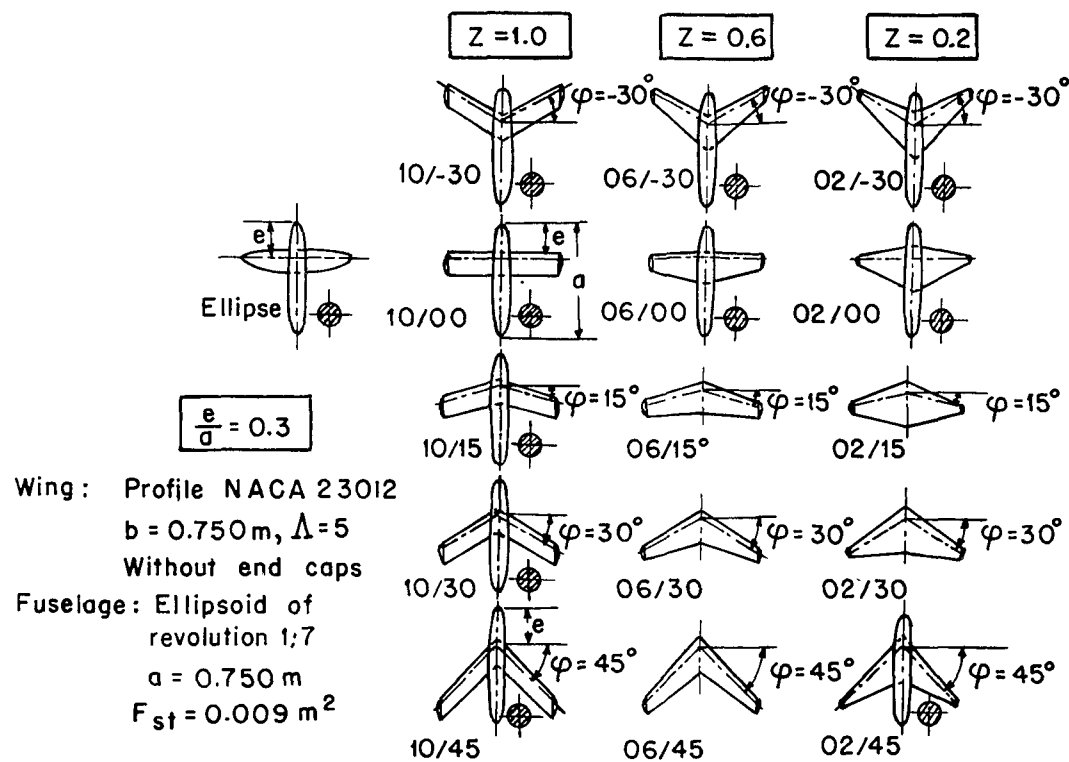 Z = 1.0 Z = 0.6 Z = 0.2
φ=-30° φ=-30° φ=-30°
10/-30 06/-30 02/-30
e e a
Ellipse
10/00 06/00 02/00
e/a = 0.3
φ=15° φ=15° φ=15°
10/15 06/15° 02/15
Wing: Profile NACA 23012
b = 0.750 m, Λ=5
Without end caps
φ=30° φ=30° φ=30°
10/30 06/30 02/30
Fuselage: Ellipsoid of
revolution 1;7
a = 0.750 m
F st = 0.009 m²
e
φ=45° φ=45° φ=45°
10/45 06/45 02/45